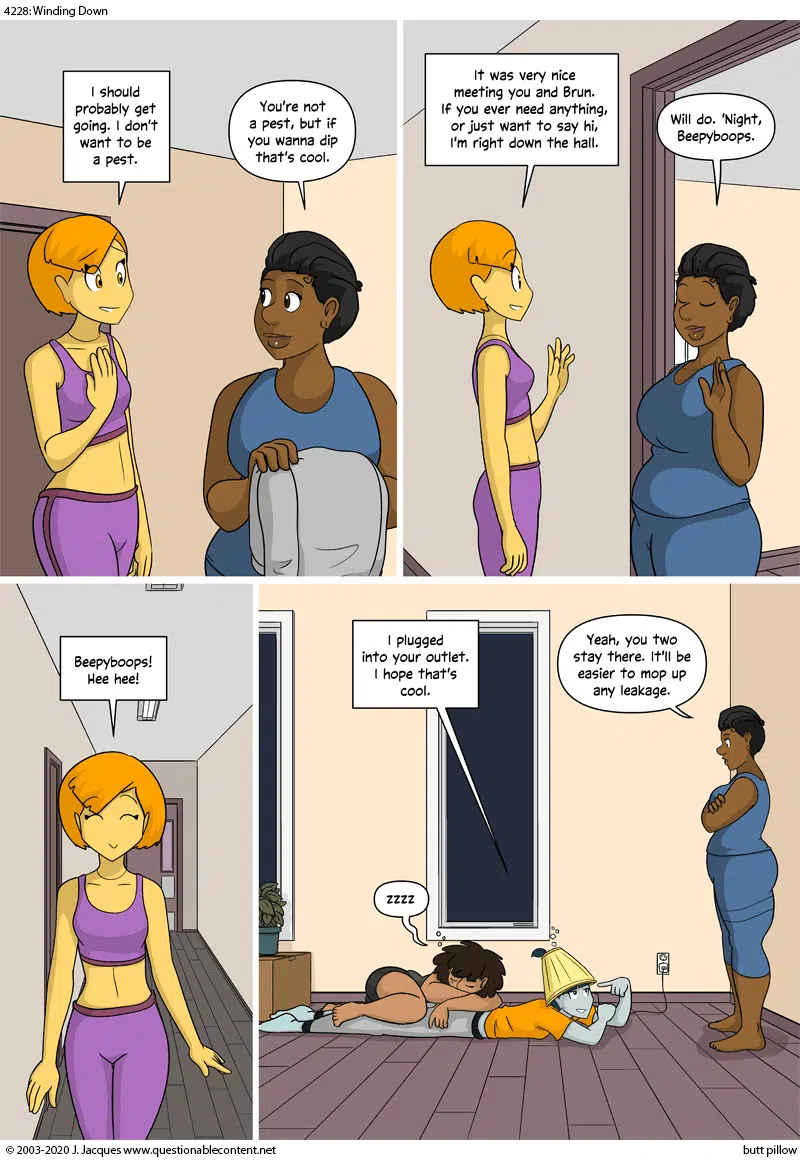 4228: Winding Down
I should
probably get
going. I don't
want to be
a pest.
You're not
a pest, but if
you wanna dip
that's cool.
It was very nice
meeting you and Brun.
If you ever need anything,
or just want to say hi,
I'm right down the hall.
Will do. 'Night,
Beepyboops.
Beepyboops!
Hee hee!
I plugged
into your outlet.
I hope that's
cool.
Yeah, you two
stay there. It'll be
easier to mop up
any leakage.
zzzz
© 2003-2020 J. Jacques www.questionablecontent.net
butt pillow